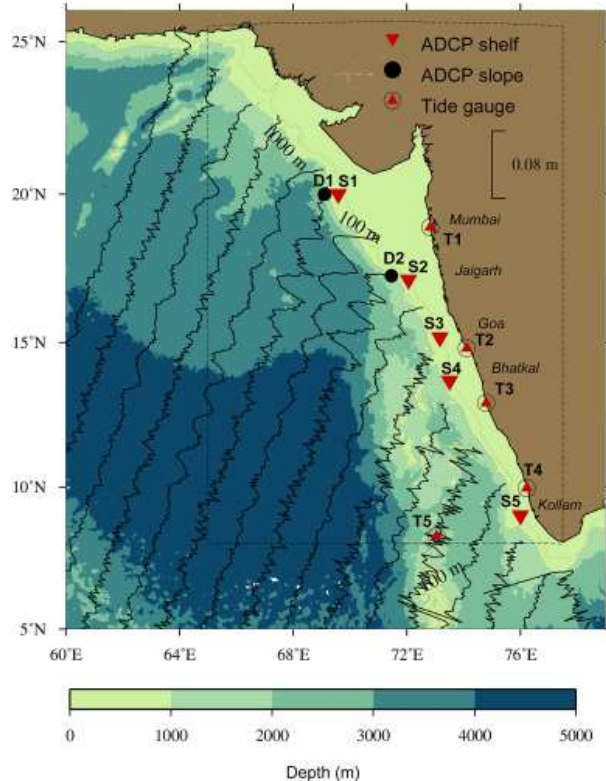 25°N
20°N
15°N
10°N
5°N
60°E
64°E
68°E
72°E
76°E
ADCP shelf
ADCP slope
Tide gauge
0.08 m
1000 m
100 m
100 m
D1 S1
Mumbai
T1
D2
S2
Jaigarh
S3
Goa
T2
S4
Bhatkal
T3
T4
S5
Kollam
T5
0 1000 2000 3000 4000 5000
Depth (m)